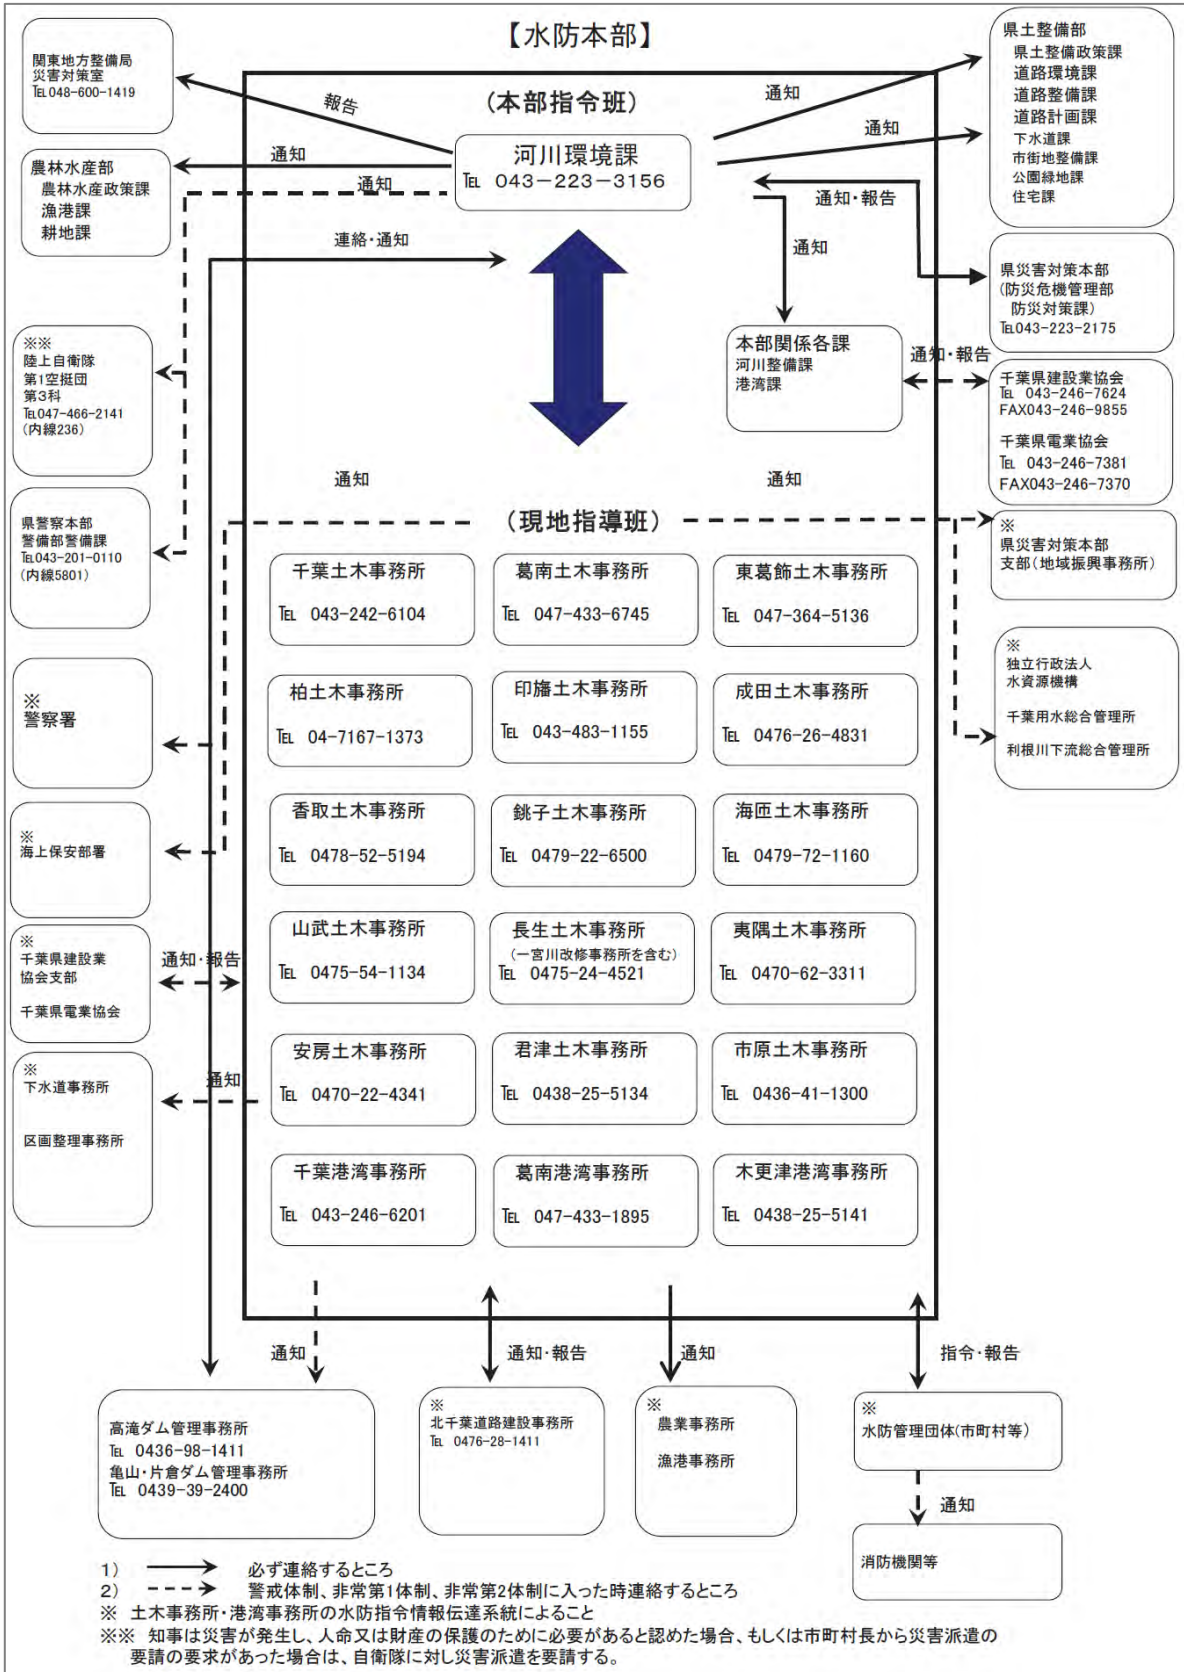 【水防本部】
関東地方整備局
災害対策室
℡048-600-1419
報告
(本部指令班)
河川環境課
℡ 043-223-3156
通知
通知
県土整備部
県土整備政策課
道路環境課
道路整備課
道路計画課
下水道課
市街地整備課
公園緑地課
住宅課
農林水産部
農林水産政策課
漁港課
耕地課
通知
通知
連絡・通知
通知・報告
通知
県災害対策本部
(防災危機管理部
防災対策課)
℡043-223-2175
※※
陸上自衛隊
第1空挺団
第3科
℡047-466-2141
(内線236)
本部関係各課
河川整備課
港湾課
通知・報告
千葉県建設業協会
℡ 043-246-7624
FAX043-246-9855
千葉県電業協会
℡ 043-246-7381
FAX043-246-7370
県警察本部
警備部警備課
℡043-201-0110
(内線5801)
通知
通知
(現地指導班)
※
県災害対策本部
支部(地域振興事務所)
千葉土木事務所
℡ 043-242-6104
葛南土木事務所
℡ 047-433-6745
東葛飾土木事務所
℡ 047-364-5136
※
独立行政法人
水資源機構
千葉用水総合管理所
利根川下流総合管理所
※
警察署
柏土木事務所
℡ 04-7167-1373
印旛土木事務所
℡ 043-483-1155
成田土木事務所
℡ 0476-26-4831
※
海上保安部署
香取土木事務所
℡ 0478-52-5194
銚子土木事務所
℡ 0479-22-6500
海匝土木事務所
℡ 0479-72-1160
※
千葉県建設業
協会支部
千葉県電業協会
通知・報告
山武土木事務所
℡ 0475-54-1134
長生土木事務所
(一宮川改修事務所を含む)
℡ 0475-24-4521
夷隅土木事務所
℡ 0470-62-3311
※
下水道事務所
区画整理事務所
通知
安房土木事務所
℡ 0470-22-4341
君津土木事務所
℡ 0438-25-5134
市原土木事務所
℡ 0436-41-1300
千葉港湾事務所
℡ 043-246-6201
葛南港湾事務所
℡ 047-433-1895
木更津港湾事務所
℡ 0438-25-5141
通知
通知・報告
通知
指令・報告
高滝ダム管理事務所
℡ 0436-98-1411
亀山・片倉ダム管理事務所
℡ 0439-39-2400
※
北千葉道路建設事務所
℡ 0476-28-1411
※
農業事務所
漁港事務所
※
水防管理団体(市町村等)
通知
消防機関等
1) 必ず連絡するところ
2) 警戒体制、非常第1体制、非常第2体制に入った時連絡するところ
※ 土木事務所・港湾事務所の水防指令情報伝達系統によること
※※ 知事は災害が発生し、人命又は財産の保護のために必要があると認めた場合、もしくは市町村長から災害派遣の
要請の要求があった場合は、自衛隊に対し災害派遣を要請する。